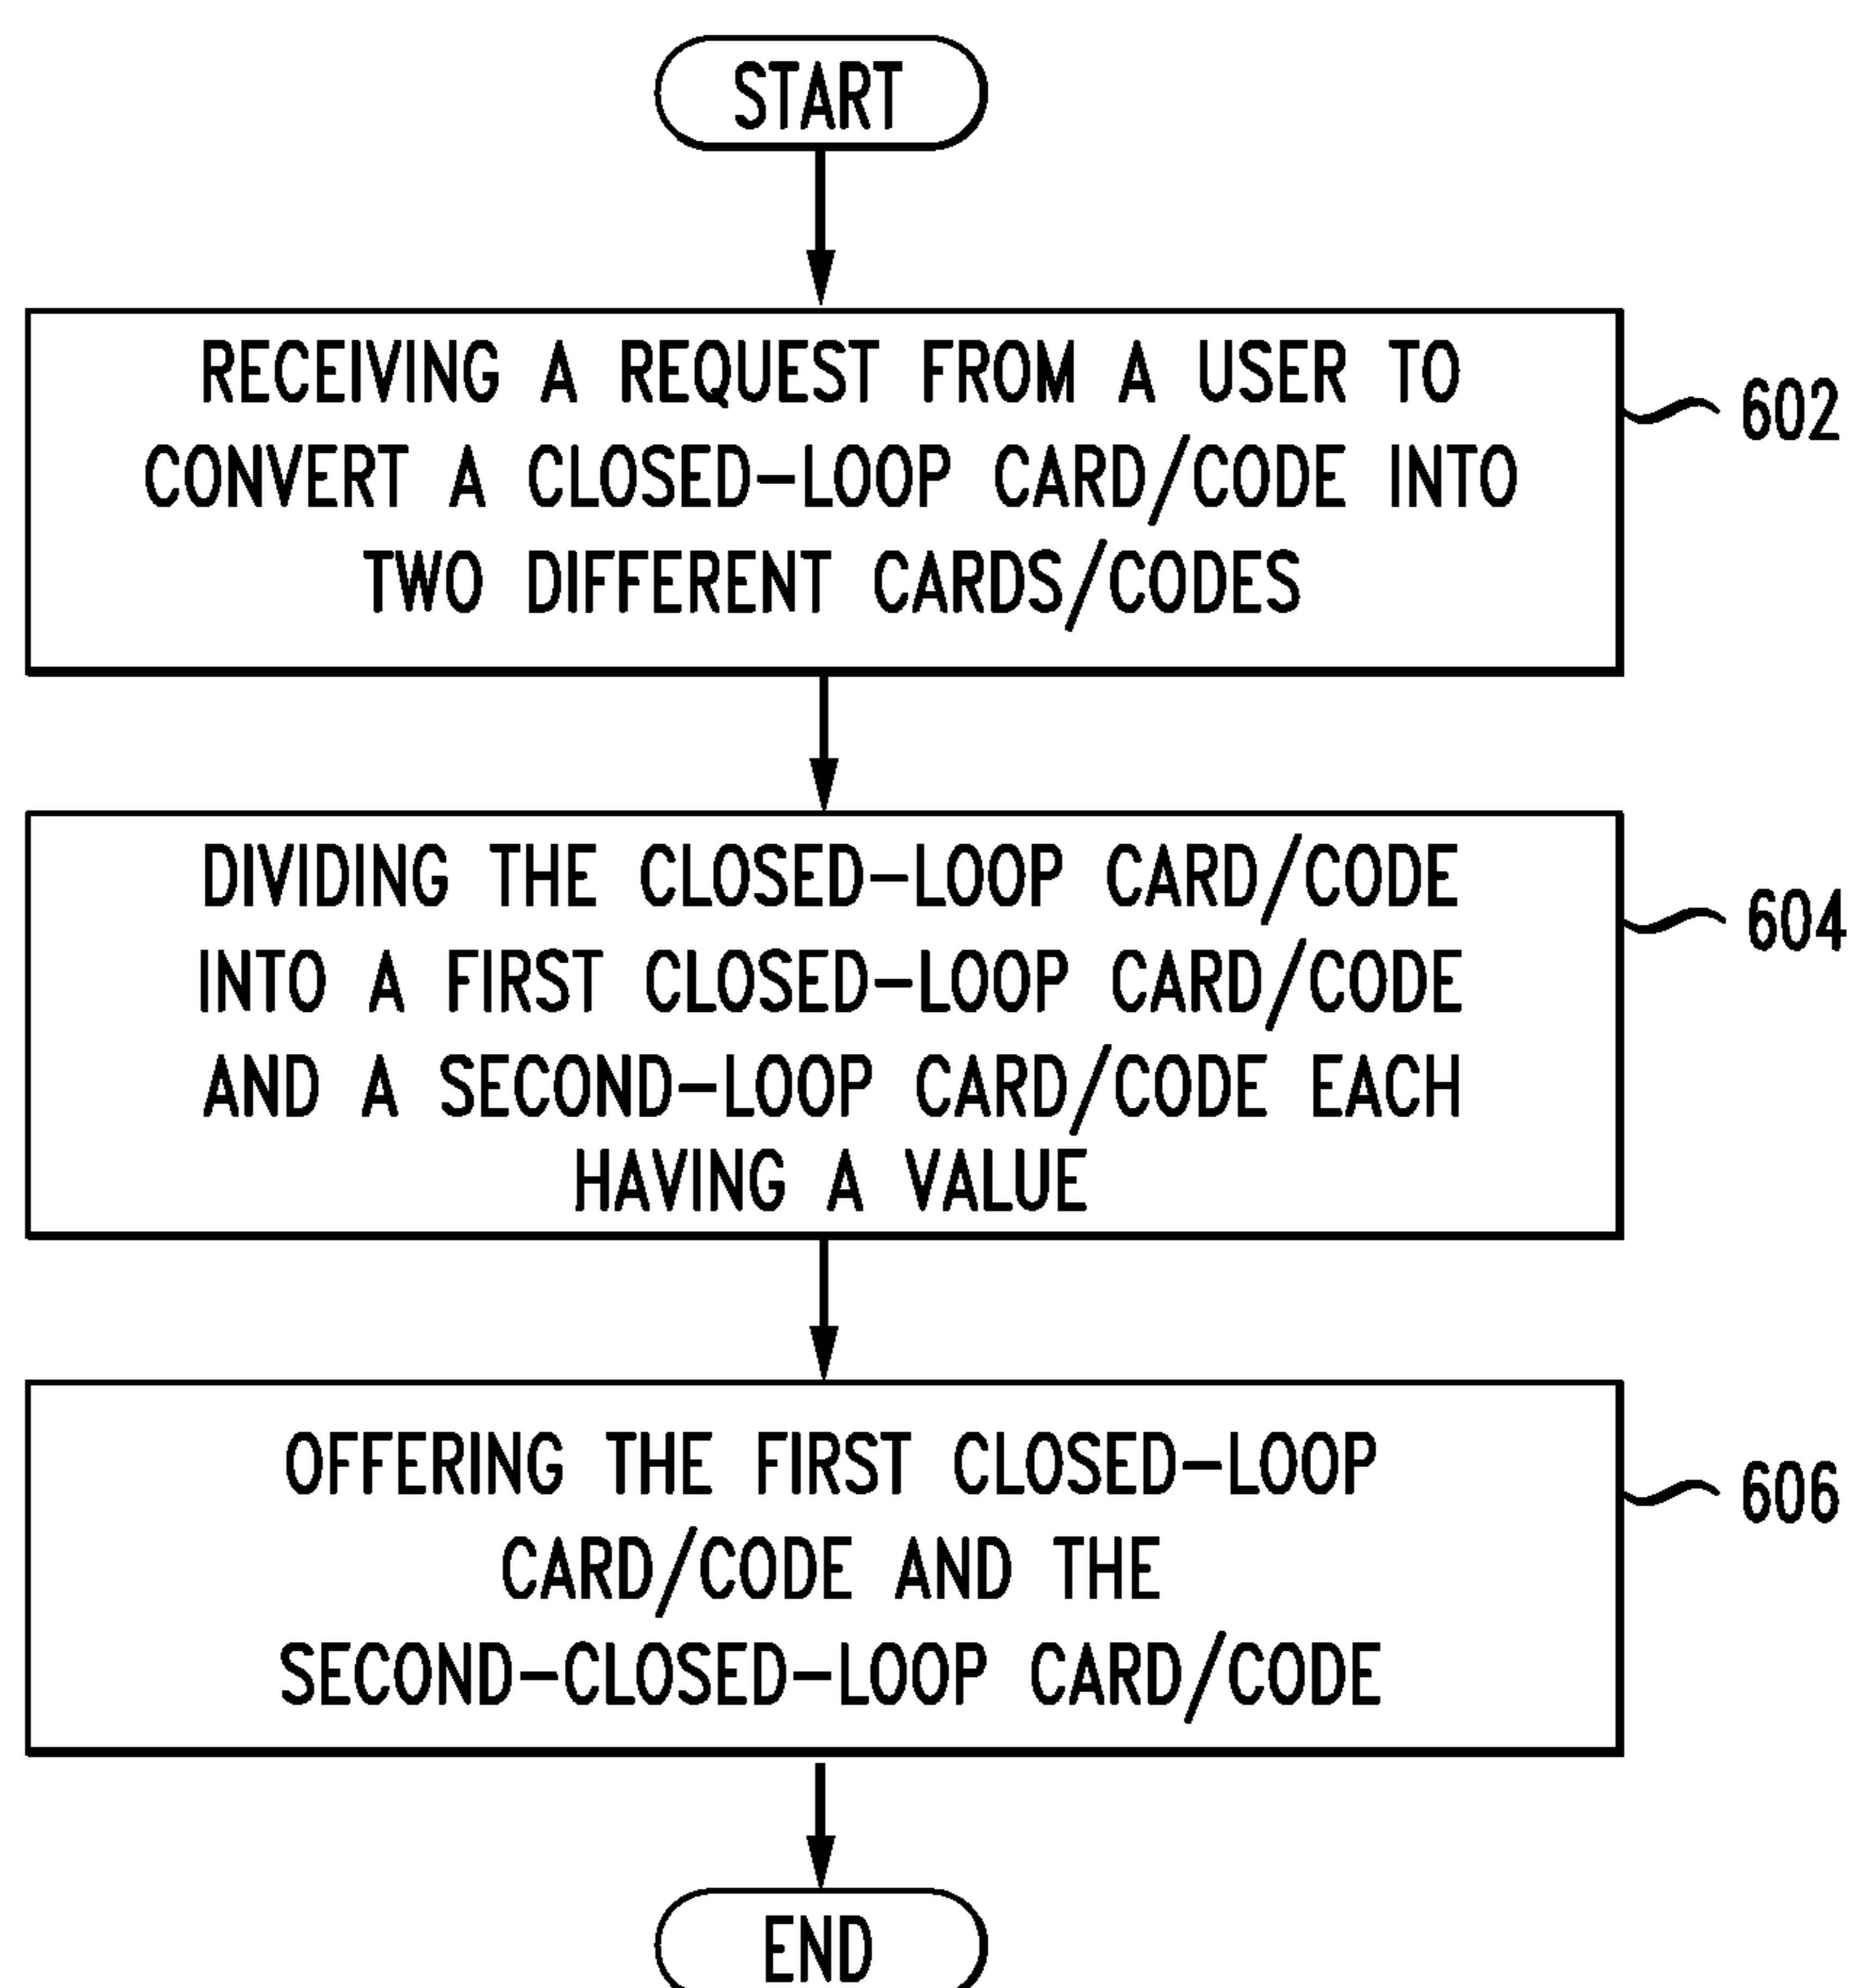 START
RECEIVING A REQUEST FROM A USER TO
CONVERT A CLOSED-LOOP CARD/CODE INTO
TWO DIFFERENT CARDS/CODES
602
DIVIDING THE CLOSED-LOOP CARD/CODE
INTO A FIRST CLOSED-LOOP CARD/CODE
AND A SECOND-LOOP CARD/CODE EACH
HAVING A VALUE
604
OFFERING THE FIRST CLOSED-LOOP
CARD/CODE AND THE
SECOND-CLOSED-LOOP CARD/CODE
606
END